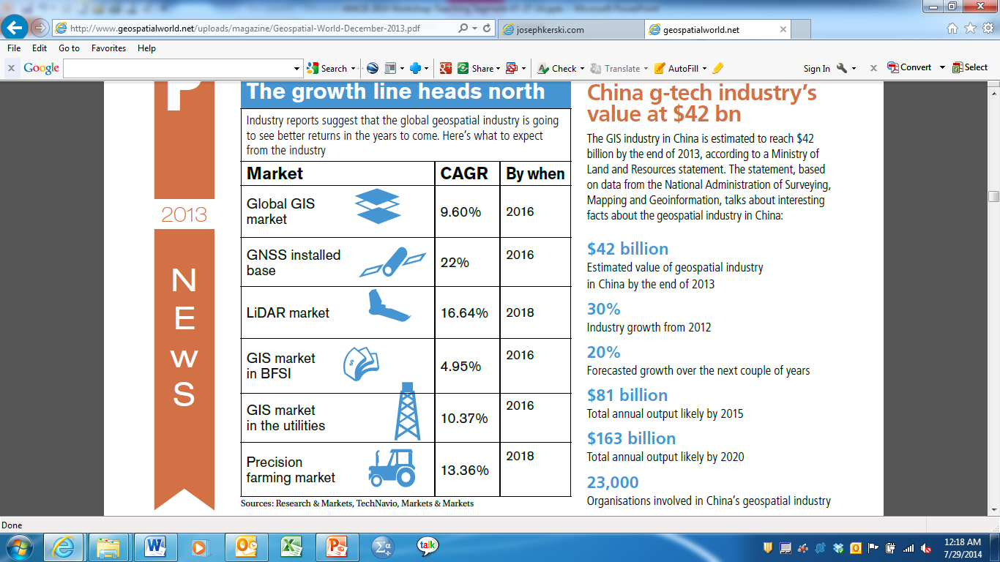 http://www.geospatialworld.net/uploads/magazine/Geospatial-World-December-2013.pdf
josephkerski.com
geospatialworld.net
File Edit Go to Favorites Help
Google
Search
Share
Check
Translate
AutoFill
Sign In
Convert
Select
P
2013
N
E
W
S
The growth line heads north
Industry reports suggest that the global geospatial industry is going
to see better returns in the years to come. Here's what to expect
from the industry
Market CAGR By when
Global GIS
market
9.60% 2016
GNSS installed
base
22% 2016
LiDAR market 16.64% 2018
GIS market
in BFSI
$
4.95% 2016
GIS market
in the utilities
10.37% 2016
Precision
farming market
13.36% 2018
Sources: Research & Markets, TechNavio, Markets & Markets
China g-tech industry's
value at $42 bn
The GIS industry in China is estimated to reach $42
billion by the end of 2013, according to a Ministry of
Land and Resources statement. The statement, based
on data from the National Administration of Surveying,
Mapping and Geoinformation, talks about interesting
facts about the geospatial industry in China:
$42 billion
Estimated value of geospatial industry
in China by the end of 2013
30%
Industry growth from 2012
20%
Forecasted growth over the next couple of years
$81 billion
Total annual output likely by 2015
$163 billion
Total annual output likely by 2020
23,000
Organisations involved in China's geospatial industry
Done
talk
12:18 AM
7/29/2014